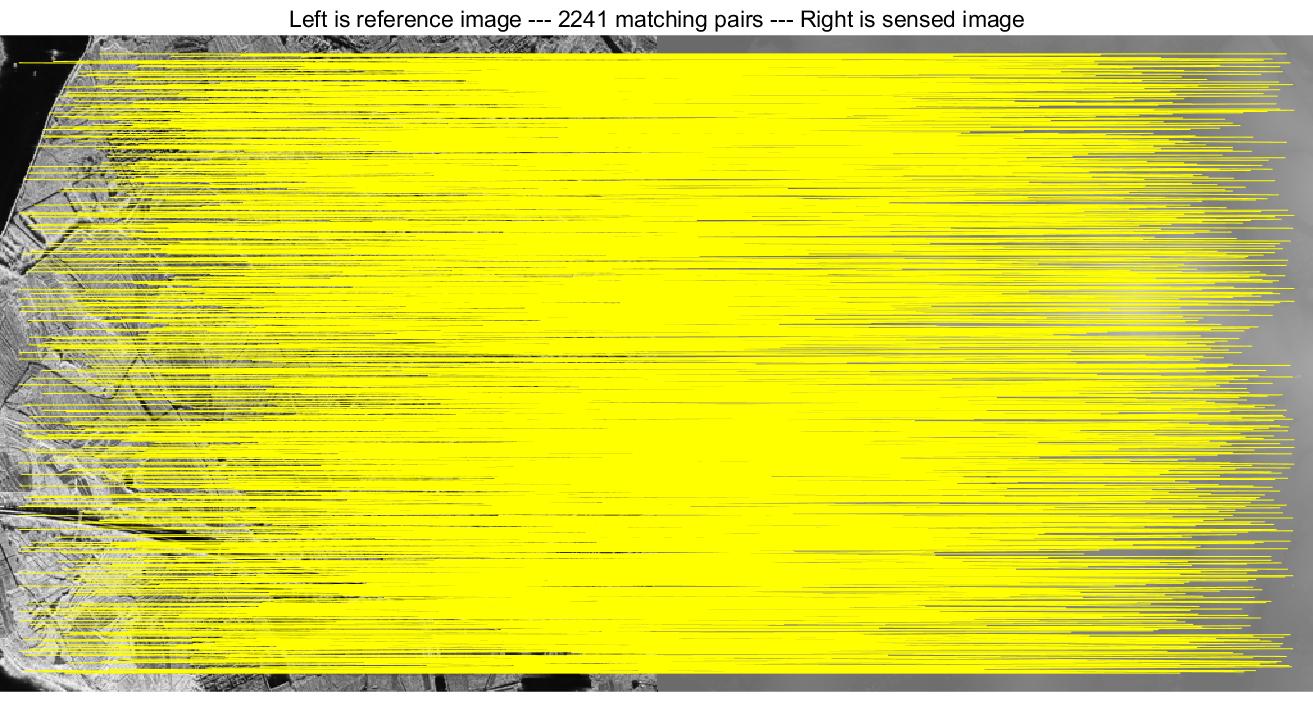 Left is reference image --- 2241 matching pairs --- Right is sensed image